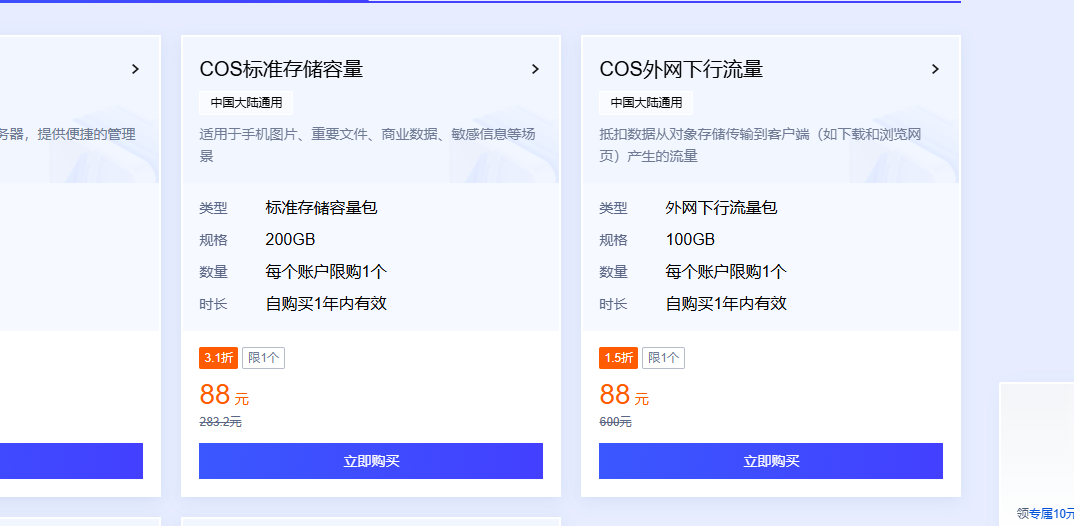 务器，提供便捷的管理
COS标准存储容量
中国大陆通用
适用于手机图片、重要文件、商业数据、敏感信息等场
景
类型 标准存储容量包
规格 200GB
数量 每个账户限购1个
时长 自购买1年内有效
3.1折 限1个
88 元
283.2元
立即购买
COS外网下行流量
中国大陆通用
抵扣数据从对象存储传输到客户端（如下载和浏览网
页）产生的流量
类型 外网下行流量包
规格 100GB
数量 每个账户限购1个
时长 自购买1年内有效
1.5折 限1个
88 元
600元
立即购买
领专属10元